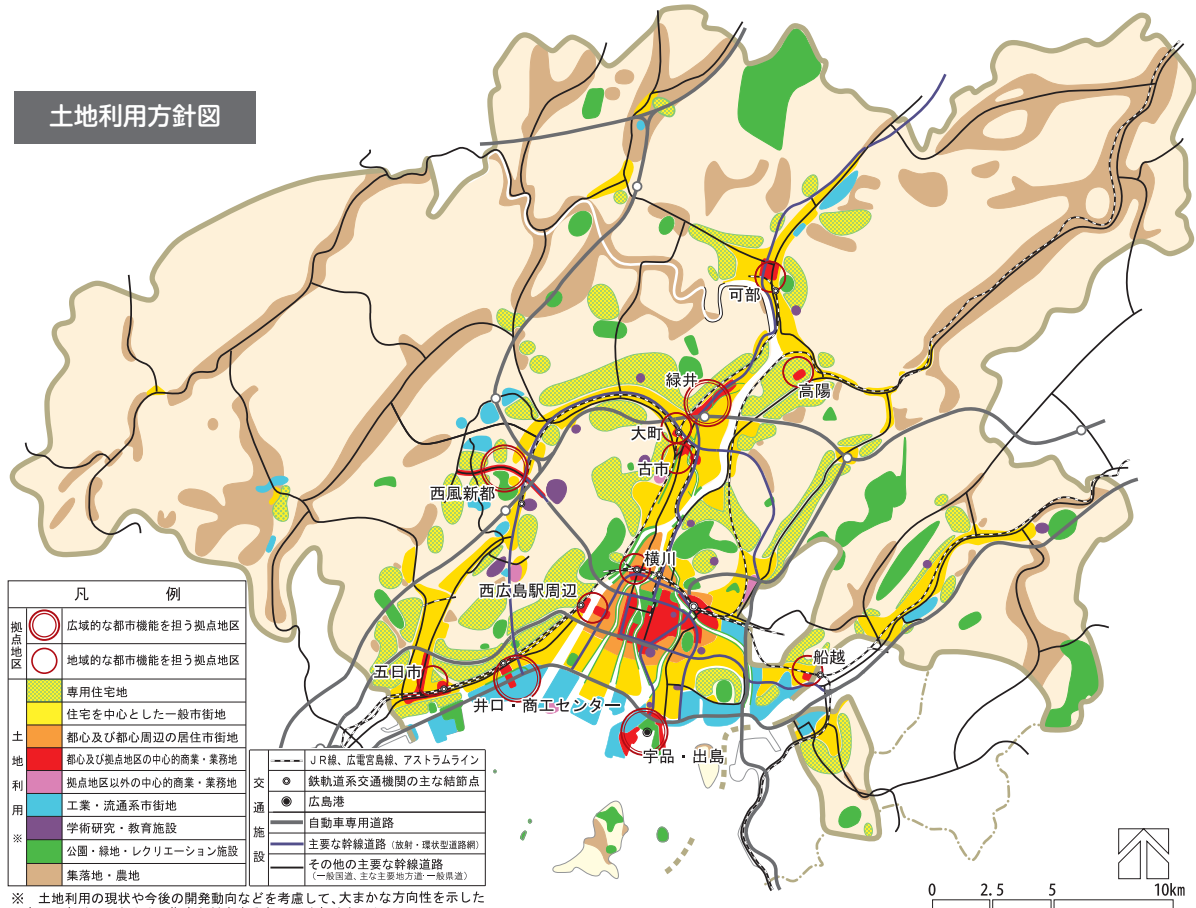 土地利用方針図
可部
緑井
高陽
大町
古市
西風新都
横川
西広島駅周辺
五日市
船越
井口・商工センター
宇品・出島
凡 例
拠点地区
広域的な都市機能を担う拠点地区
地域的な都市機能を担う拠点地区
土地利用※
専用住宅地
住宅を中心とした一般市街地
都心及び都心周辺の居住市街地
都心及び拠点地区の中心的商業・業務地
拠点地区以外の中心的商業・業務地
工業・流通系市街地
学術研究・教育施設
公園・緑地・レクリエーション施設
集落地・農地
交通施設
ＪＲ線、広電宮島線、アストラムライン
鉄軌道系交通機関の主な結節点
広島港
自動車専用道路
主要な幹線道路（放射・環状型道路網）
その他の主要な幹線道路
（一般国道、主な主要地方道・一般県道）
※ 土地利用の現状や今後の開発動向などを考慮して、大まかな方向性を示した
0 2.5 5 10km